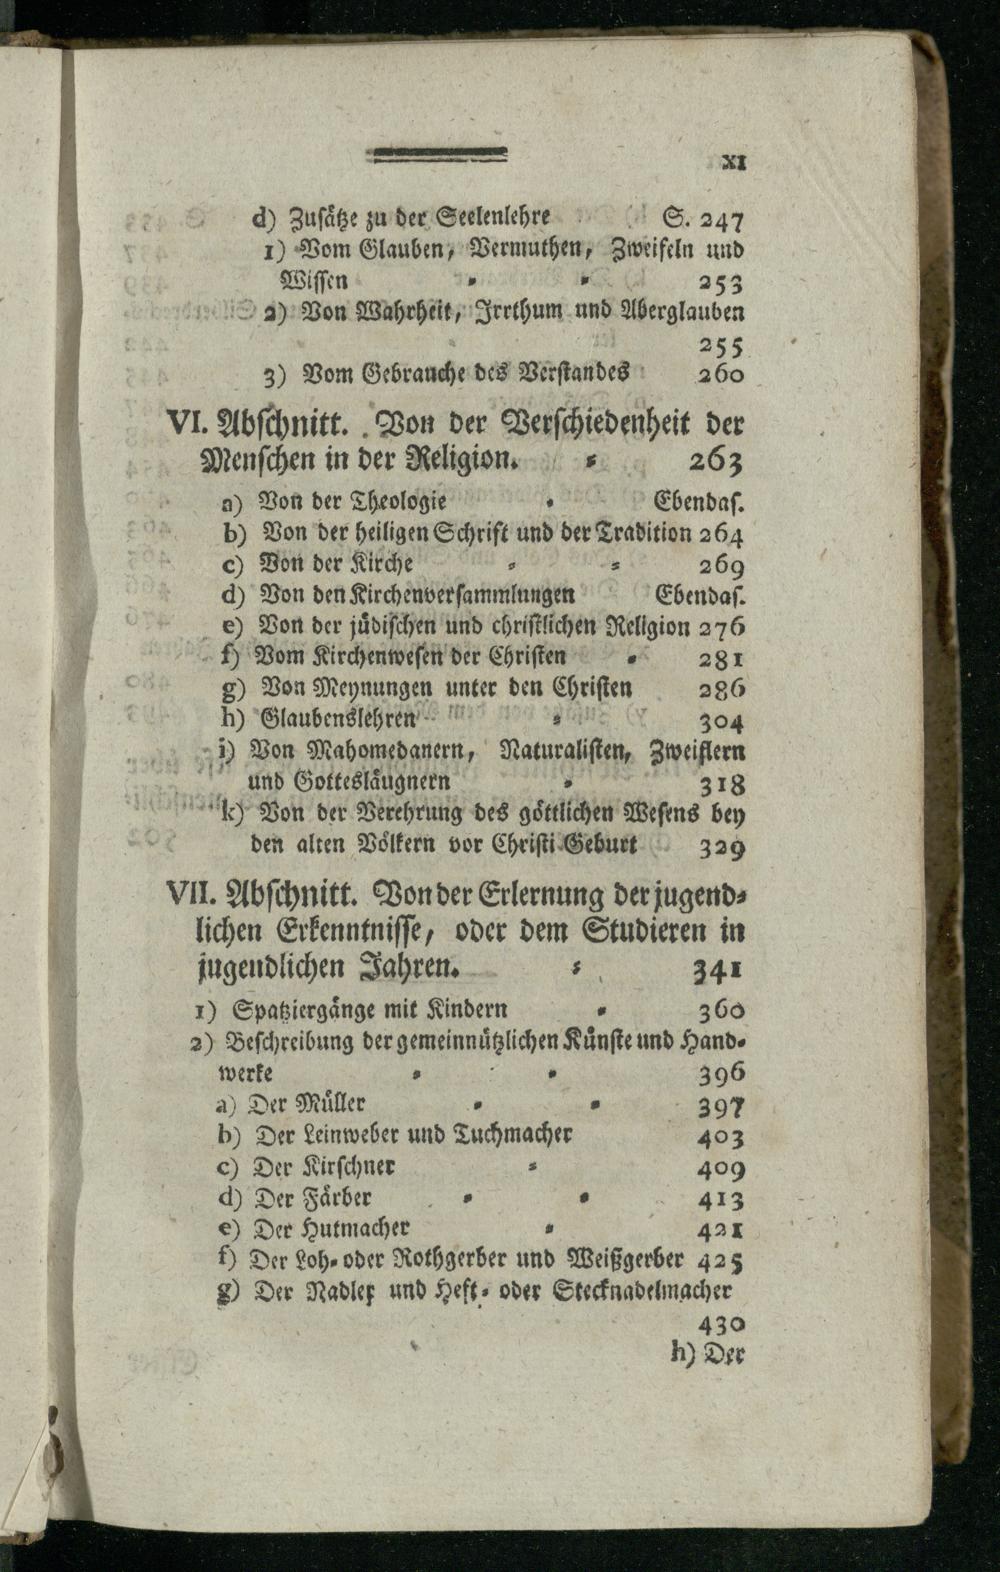 XI
d) Zusätze zu der Seelenlehre S. 247
1) Vom Glauben, Vermuthen, Zweifeln und
Wissen 253
2) Von Wahrheit, Irrthum und Aberglauben
255
3) Vom Gebrauche des Verstandes 260
VI. Abschnitt. Von der Verschiedenheit der
Menschen in der Religion. 263
a) Von der Theologie Ebendas.
b) Von der heiligen Schrift und der Tradition 264
c) Von der Kirche 269
d) Von den Kirchenversammlungen Ebendas.
e) Von der jüdischen und christlichen Religion 276
f) Vom Kirchenwesen der Christen 281
g) Von Meynungen unter den Christen 286
h) Glaubenslehren 304
i) Von Mahomedanern, Naturalisten, Zweiflern
und Gottesläugnern 318
k) Von der Verehrung des göttlichen Wesens bey
den alten Völkern vor Christi Geburt 329
VII. Abschnitt. Von der Erlernung der jugend-
lichen Erkenntnisse, oder dem Studieren in
jugendlichen Jahren. 341
1) Spatziergänge mit Kindern 360
2) Beschreibung der gemeinnützlichen Künste und Hand-
werke 396
a) Der Müller 397
b) Der Leinweber und Tuchmacher 403
c) Der Kirschner 409
d) Der Färber 413
e) Der Hutmacher 421
f) Der Loh- oder Rothgerber und Weißgerber 425
g) Der Nadler und Heft- oder Stecknadelmacher
430
h) Der